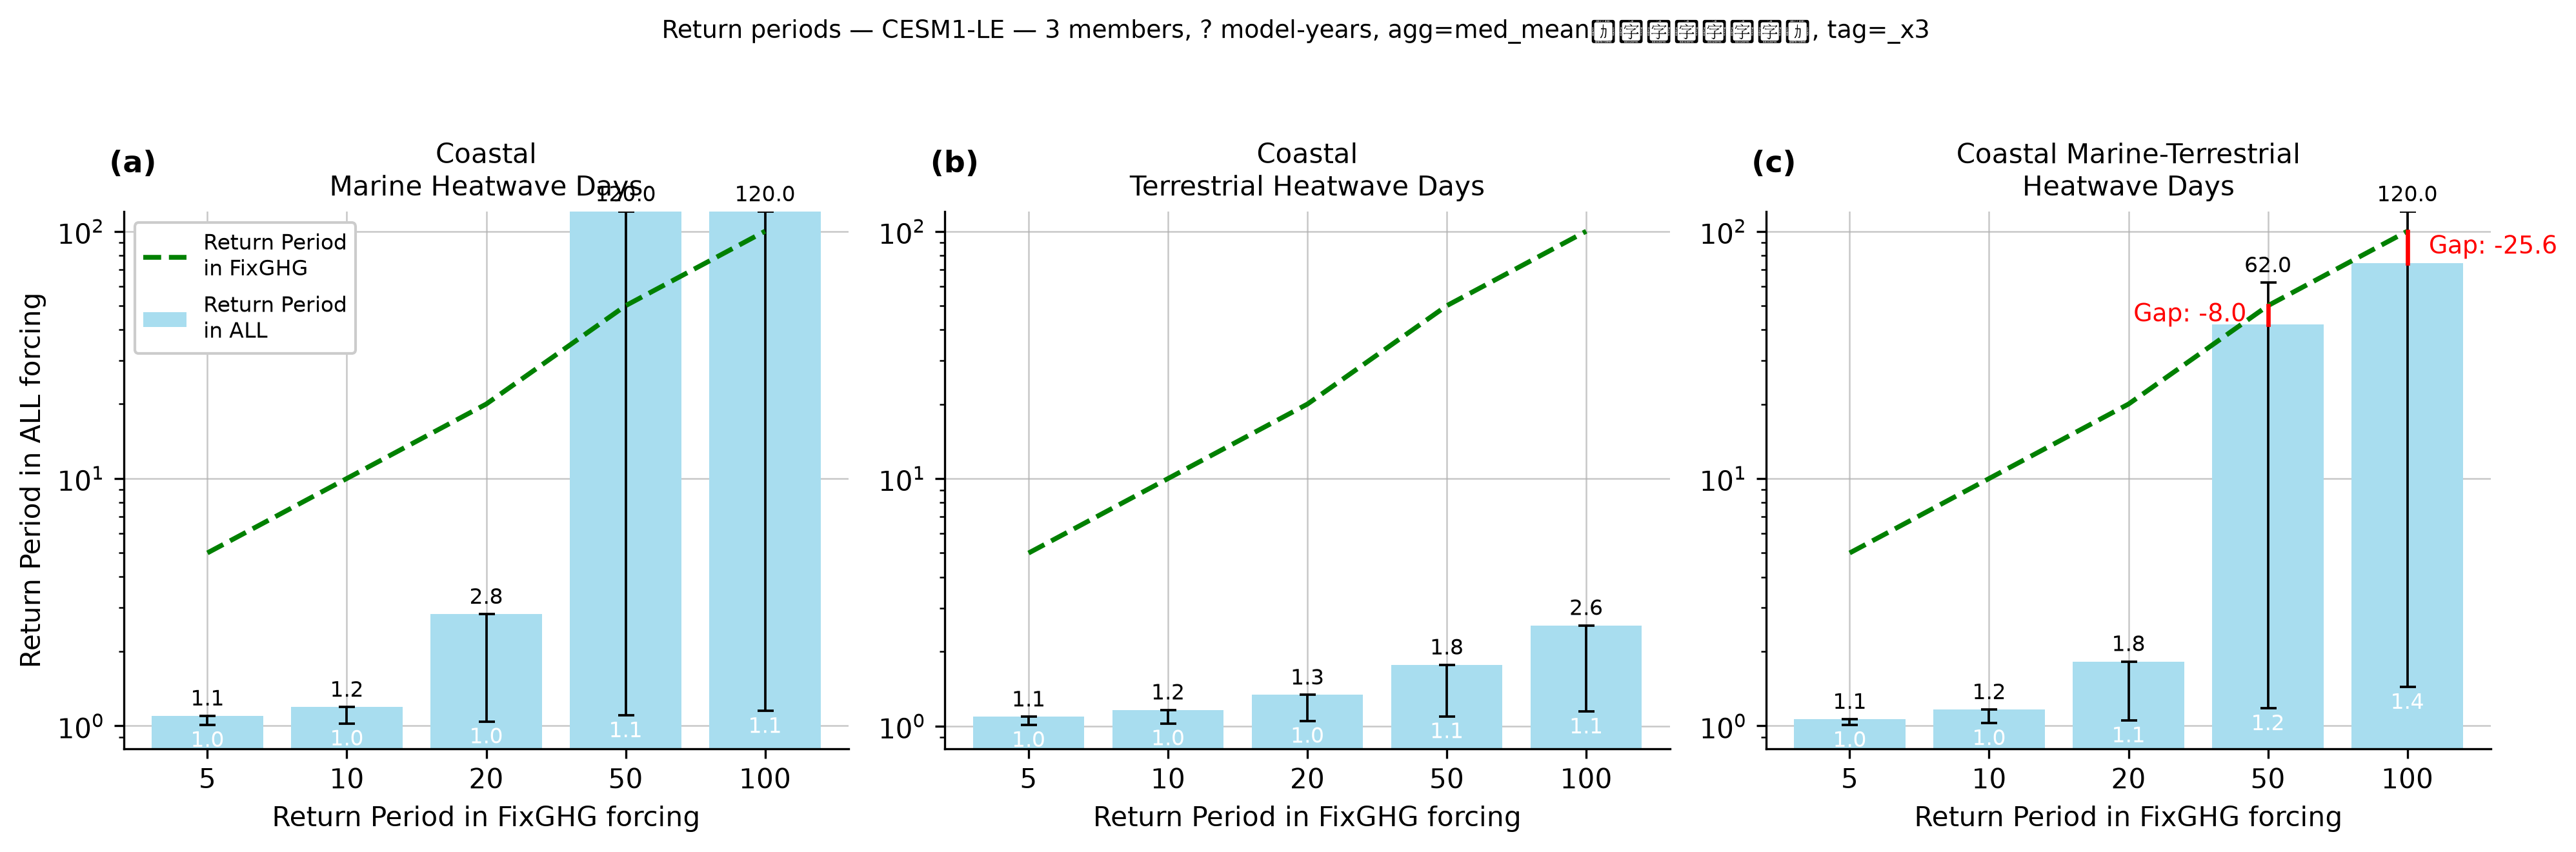 Return periods — CESM1-LE — 3 members, ? model-years, agg=med_mean, tag=_x3
(a)
Coastal
Marine Heatwave Days
(b)
Coastal
Terrestrial Heatwave Days
(c)
Coastal Marine-Terrestrial
Heatwave Days
Return Period in ALL forcing
10²
10¹
10⁰
Return Period
in FixGHG
Return Period
in ALL
120.0
120.0
2.8
1.2
1.1
1.0
1.0
1.0
1.1
1.1
5
10
20
50
100
Return Period in FixGHG forcing
10²
10¹
10⁰
1.1
1.2
1.3
1.8
2.6
1.0
1.0
1.0
1.1
1.1
5
10
20
50
100
Return Period in FixGHG forcing
10²
10¹
10⁰
120.0
Gap: -25.6
62.0
Gap: -8.0
1.1
1.2
1.8
1.0
1.0
1.1
1.2
1.4
5
10
20
50
100
Return Period in FixGHG forcing